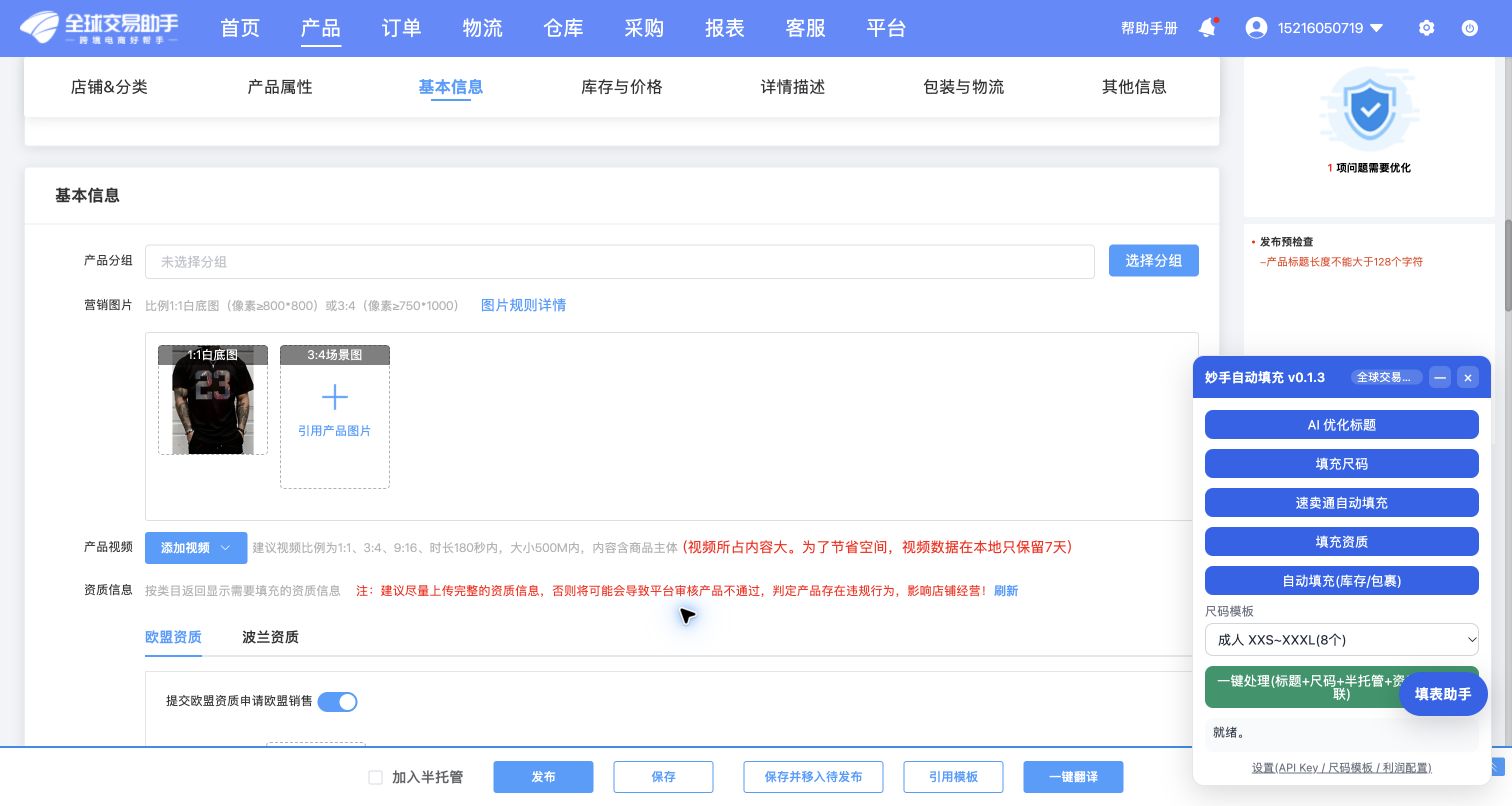 全球交易助手
跨境电商好帮手
首页 产品 订单 物流 仓库 采购 报表 客服 平台
帮助手册 15216050719
店铺&分类 产品属性 基本信息 库存与价格 详情描述 包装与物流 其他信息
1 项问题需要优化
基本信息
产品分组 未选择分组 选择分组
• 发布预检查
–产品标题长度不能大于128个字符
营销图片 比例1:1白底图（像素≥800*800）或3:4（像素≥750*1000） 图片规则详情
1:1白底图 3:4场景图
23
引用产品图片
产品视频 添加视频 建议视频比例为1:1、3:4、9:16、时长180秒内，大小500M内，内容含商品主体 (视频所占内容大。为了节省空间，视频数据在本地只保留7天)
资质信息 按类目返回显示需要填充的资质信息 注：建议尽量上传完整的资质信息，否则将可能会导致平台审核产品不通过，判定产品存在违规行为，影响店铺经营！ 刷新
欧盟资质 波兰资质
提交欧盟资质申请欧盟销售
加入半托管 发布 保存 保存并移入待发布 引用模板 一键翻译
妙手自动填充 v0.1.3 全球交易...
AI 优化标题
填充尺码
速卖通自动填充
填充资质
自动填充(库存/包裹)
尺码模板
成人 XXS~XXXL(8个)
一键处理(标题+尺码+半托管+资
联)
填表助手
就绪。
设置(API Key / 尺码模板 / 利润配置)